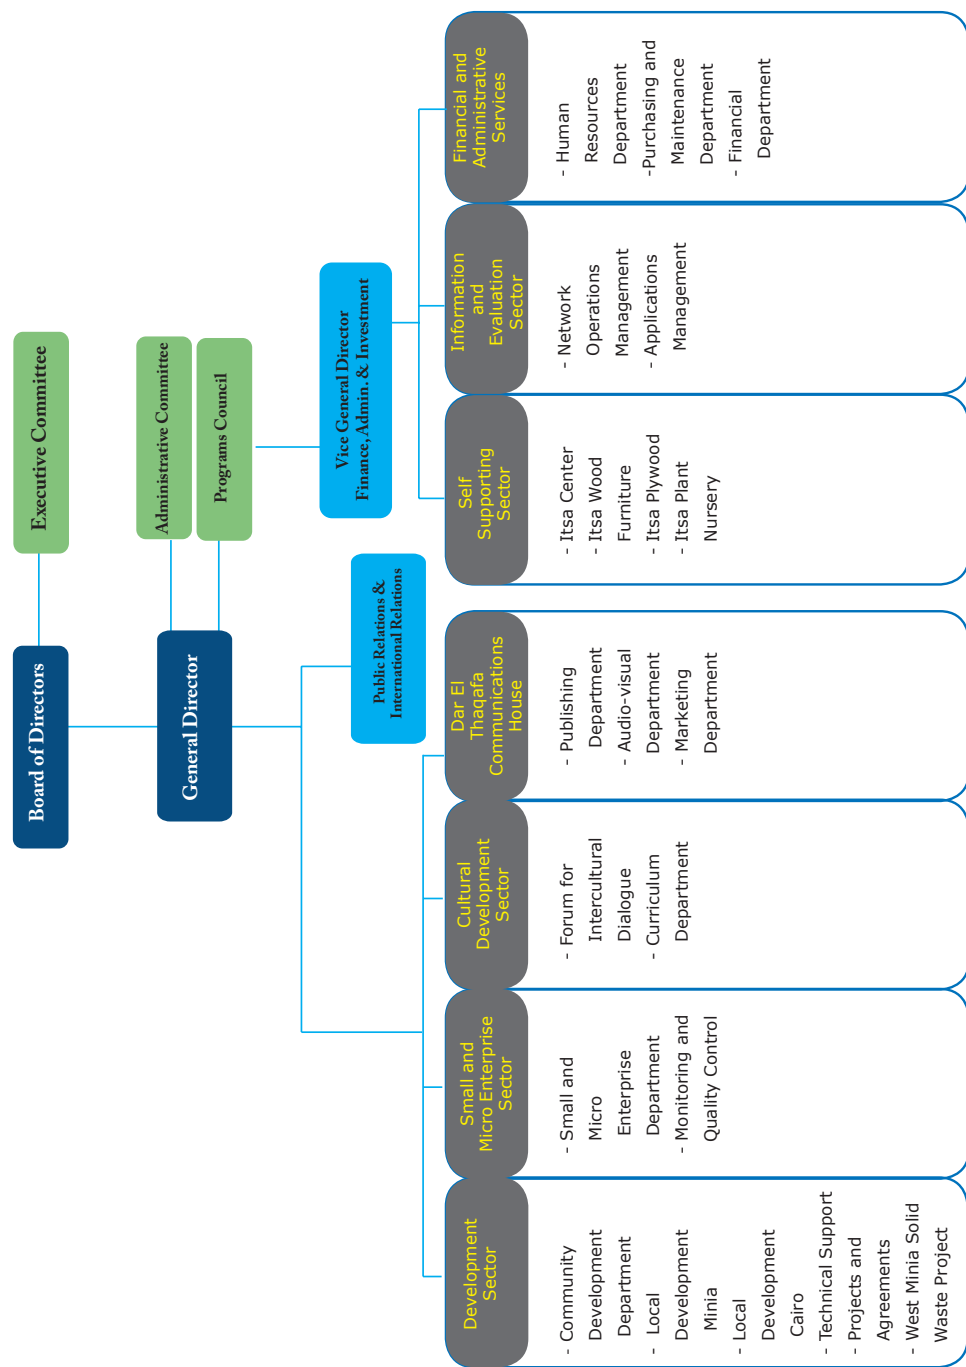 Board of Directors
Executive Committee
General Director
Administrative Committee
Programs Council
Public Relations &
International Relations
Vice General Director
Finance, Admin. & Investment
Development
Sector
- Community
Development
Department
- Local
Development
Minia
- Local
Development
Cairo
- Technical Support
- Projects and
Agreements
- West Minia Solid
Waste Project
Small and
Micro Enterprise
Sector
- Small and
Micro
Enterprise
Department
- Monitoring and
Quality Control
Cultural
Development
Sector
- Forum for
Intercultural
Dialogue
- Curriculum
Department
Dar El
Thaqafa
Communications
House
- Publishing
Department
- Audio-visual
Department
- Marketing
Department
Self
Supporting
Sector
- Itsa Center
- Itsa Wood
Furniture
- Itsa Plywood
- Itsa Plant
Nursery
Information
and
Evaluation
Sector
- Network
Operations
Management
- Applications
Management
Financial and
Administrative
Services
- Human
Resources
Department
-Purchasing and
Maintenance
Department
- Financial
Department